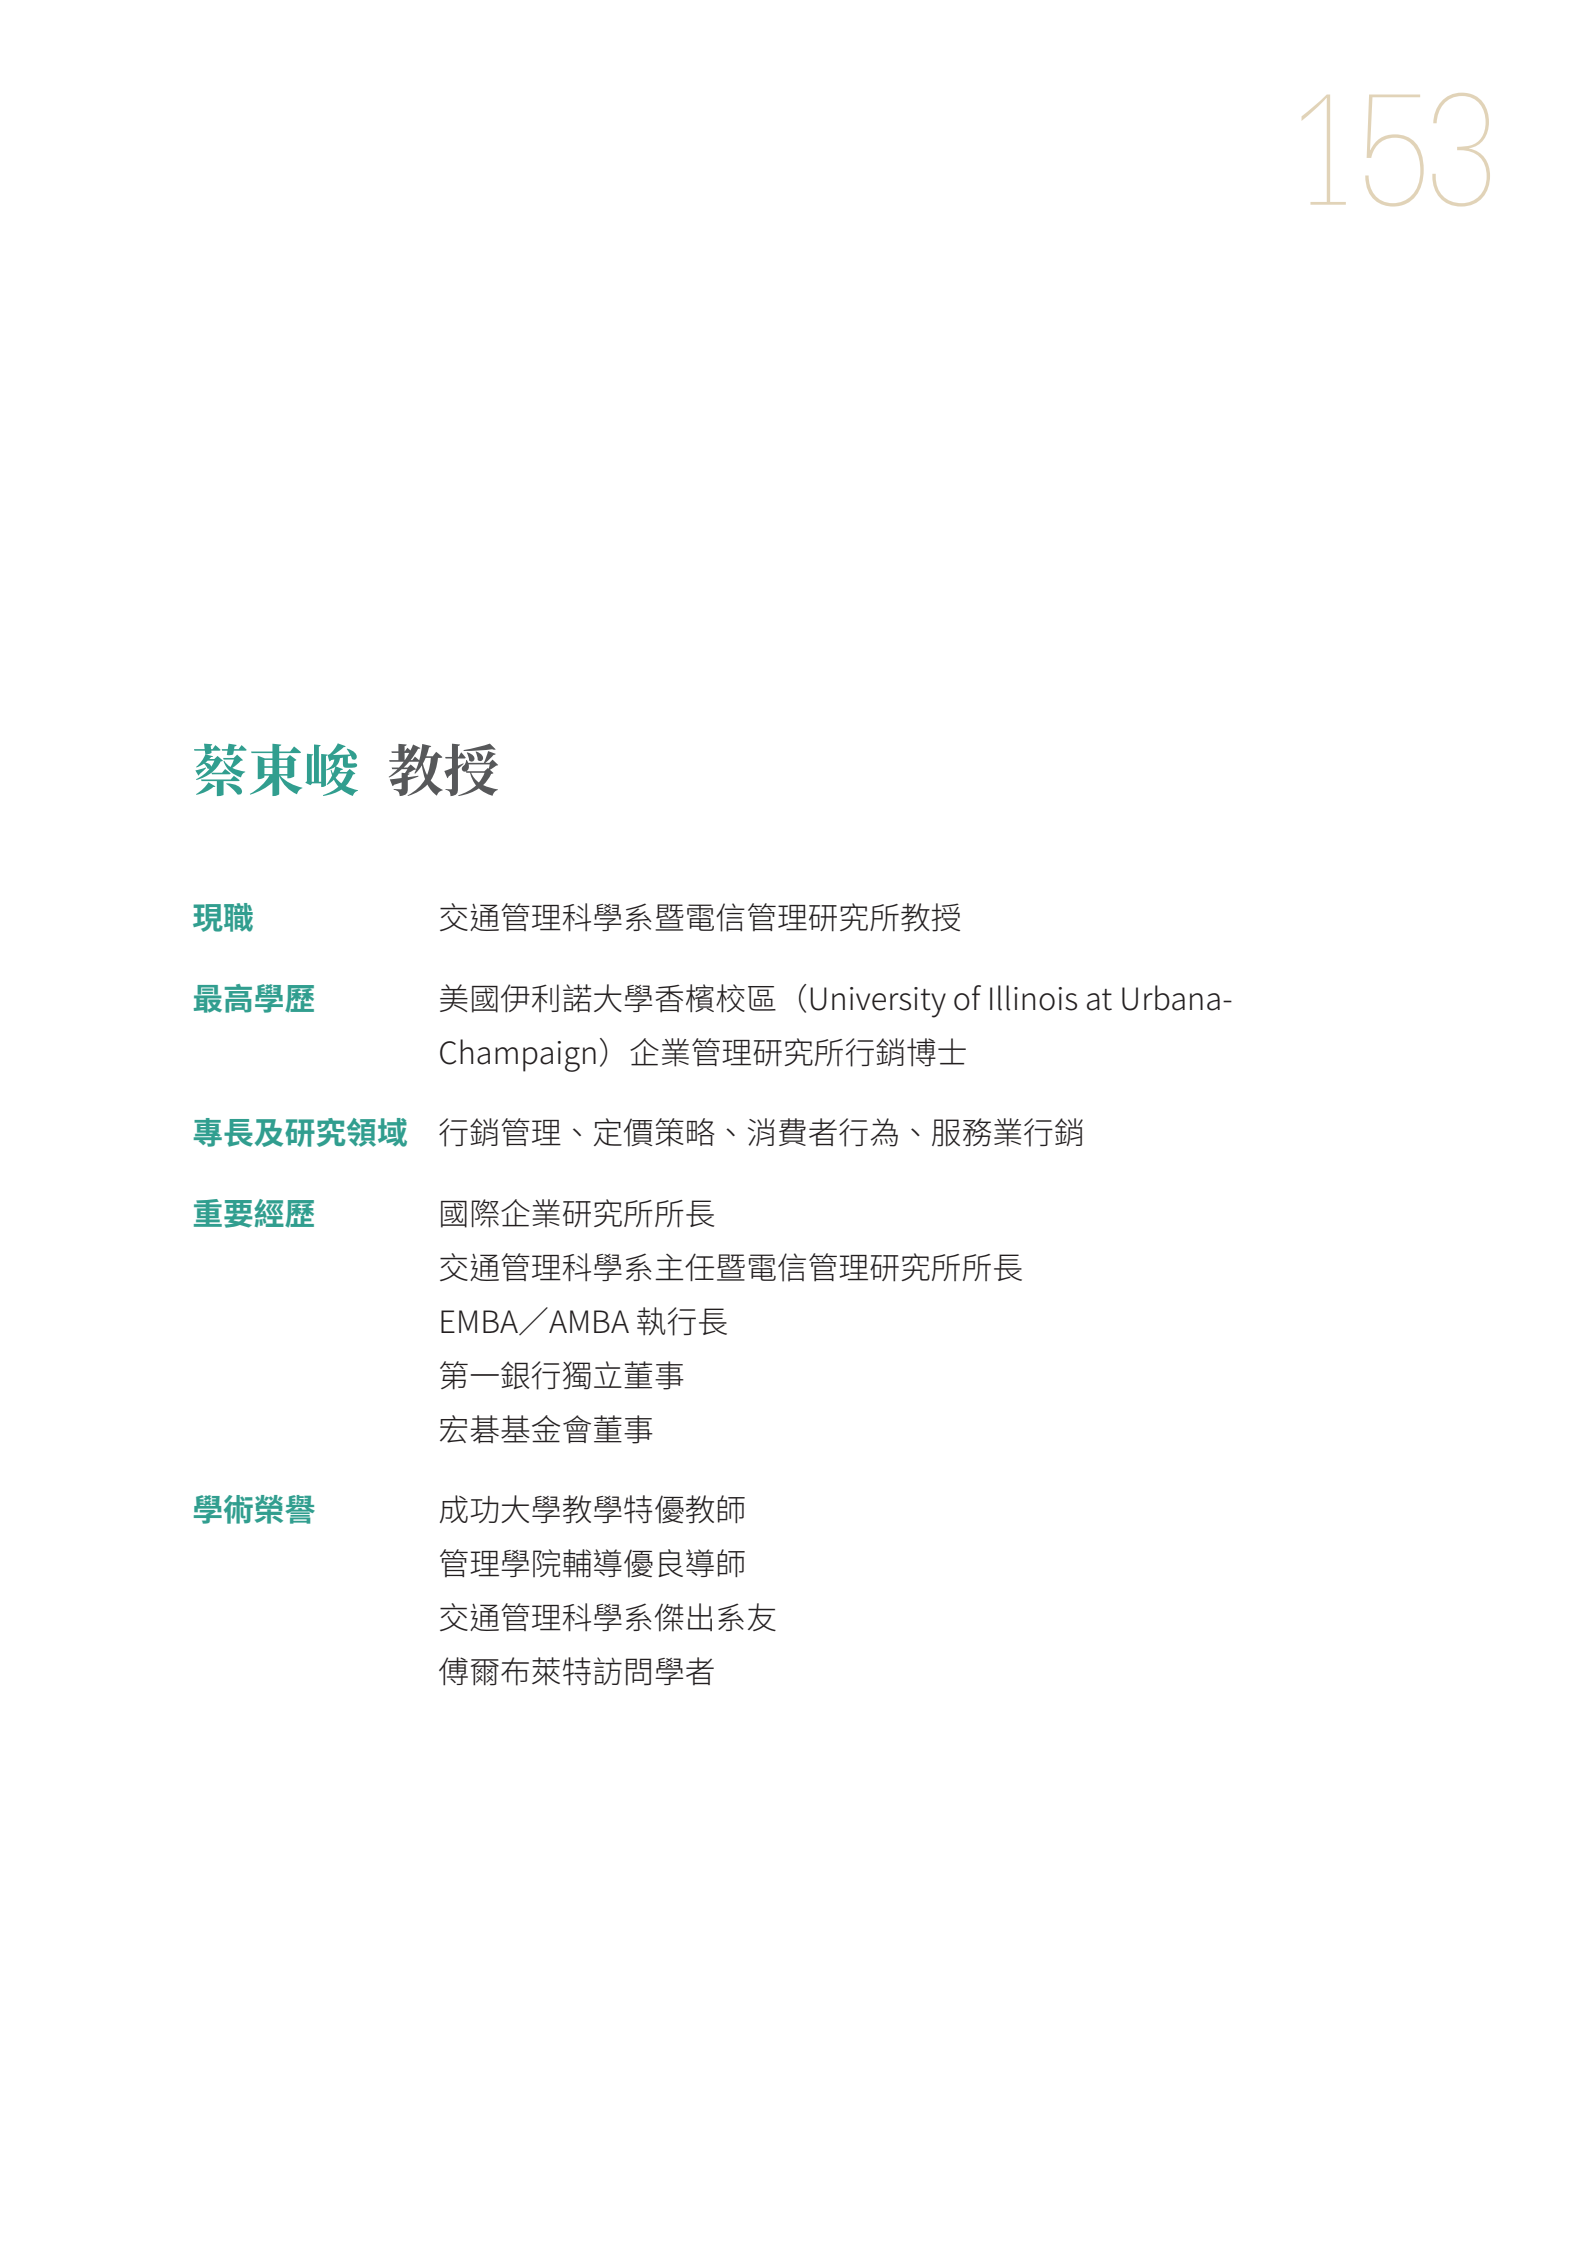 153
蔡東峻 教授
現職 交通管理科學系暨電信管理研究所教授
最高學歷 美國伊利諾大學香檳校區（University of Illinois at Urbana-
Champaign）企業管理研究所行銷博士
專長及研究領域 行銷管理、定價策略、消費者行為、服務業行銷
重要經歷 國際企業研究所所長
交通管理科學系主任暨電信管理研究所所長
EMBA／AMBA 執行長
第一銀行獨立董事
宏碁基金會董事
學術榮譽 成功大學教學特優教師
管理學院輔導優良導師
交通管理科學系傑出系友
傅爾布萊特訪問學者